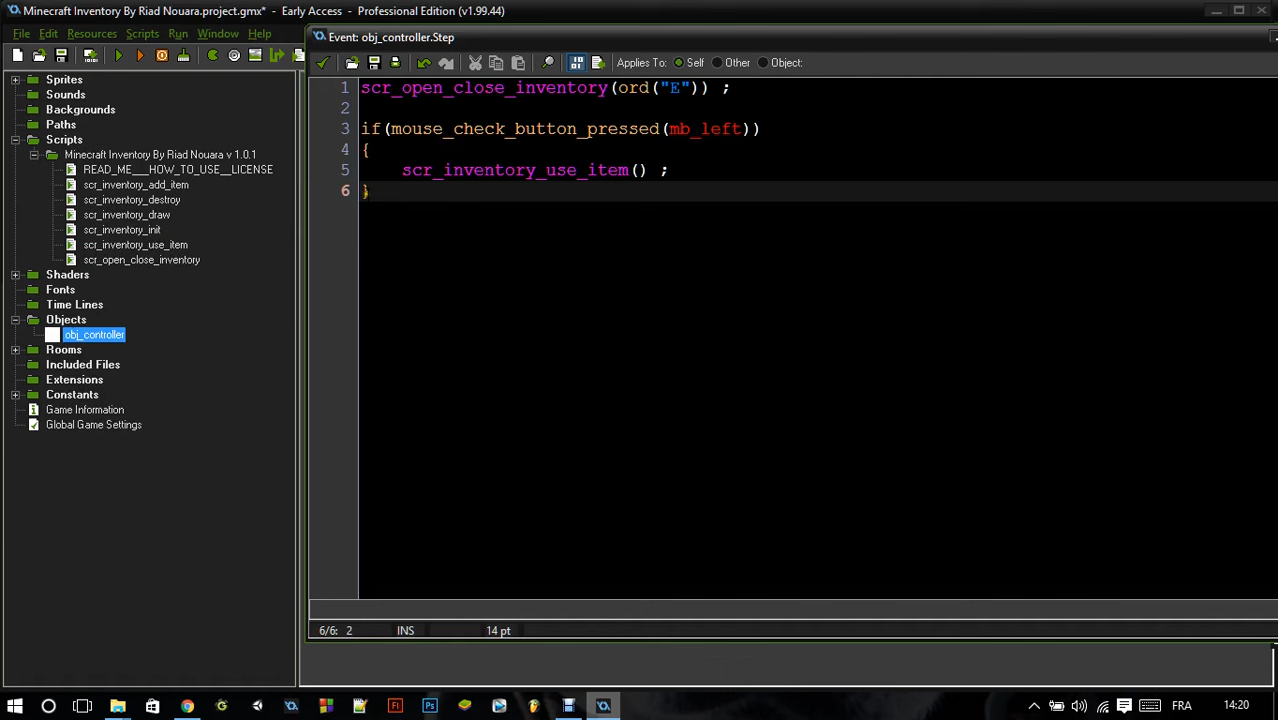 Minecraft Inventory By Riad Nouara.project.gmx* - Early Access - Professional Edition (v1.99.44)
File Edit Resources Scripts Run Window Help
Event: obj_controller.Step
Applies To: Self Other Object:
Sprites
Sounds
Backgrounds
Paths
Scripts
Minecraft Inventory By Riad Nouara v 1.0.1
READ_ME___HOW_TO_USE__LICENSE
scr_inventory_add_item
scr_inventory_destroy
scr_inventory_draw
scr_inventory_init
scr_inventory_use_item
scr_open_close_inventory
Shaders
Fonts
Time Lines
Objects
obj_controller
Rooms
Included Files
Extensions
Constants
Game Information
Global Game Settings
1 scr_open_close_inventory(ord("E")) ;
2
3 if(mouse_check_button_pressed(mb_left))
4 {
5 scr_inventory_use_item() ;
6 }
6/6: 2 INS 14 pt
Fl Ps FRA 14:20